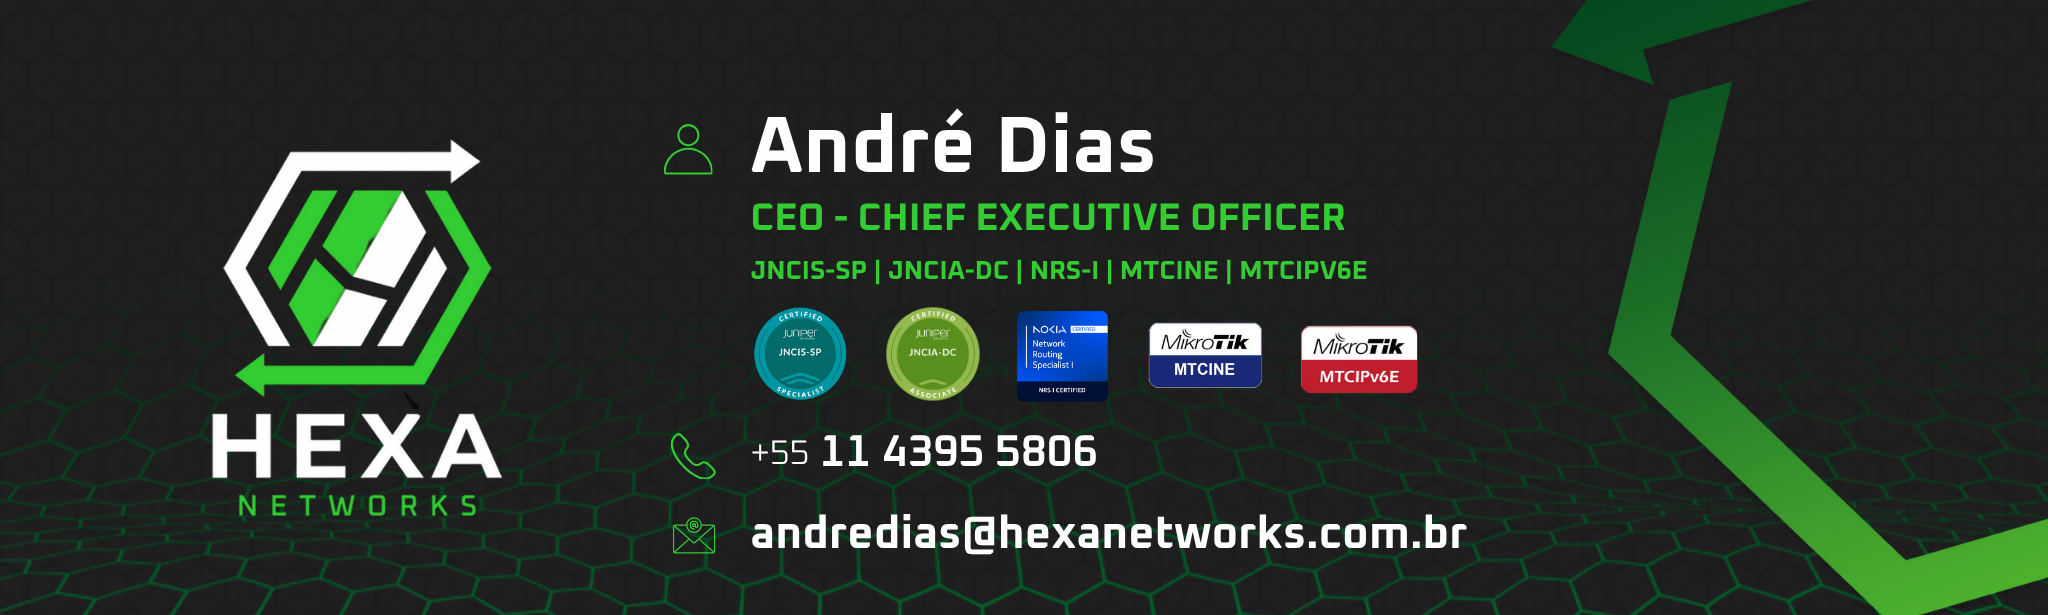 HEXA
NETWORKS
André Dias
CEO - CHIEF EXECUTIVE OFFICER
JNCIS-SP | JNCIA-DC | NRS-I | MTCINE | MTCIPV6E
CERTIFIED
JUNIPER
NETWORKS
JNCIS-SP
SPECIALIST
CERTIFIED
JUNIPER
NETWORKS
JNCIA-DC
ASSOCIATE
NOKIA CERTIFIED
Network
Routing
Specialist I
NRS I CERTIFIED
MikroTik
MTCINE
MikroTik
MTCIPv6E
+55 11 4395 5806
andredias@hexanetworks.com.br